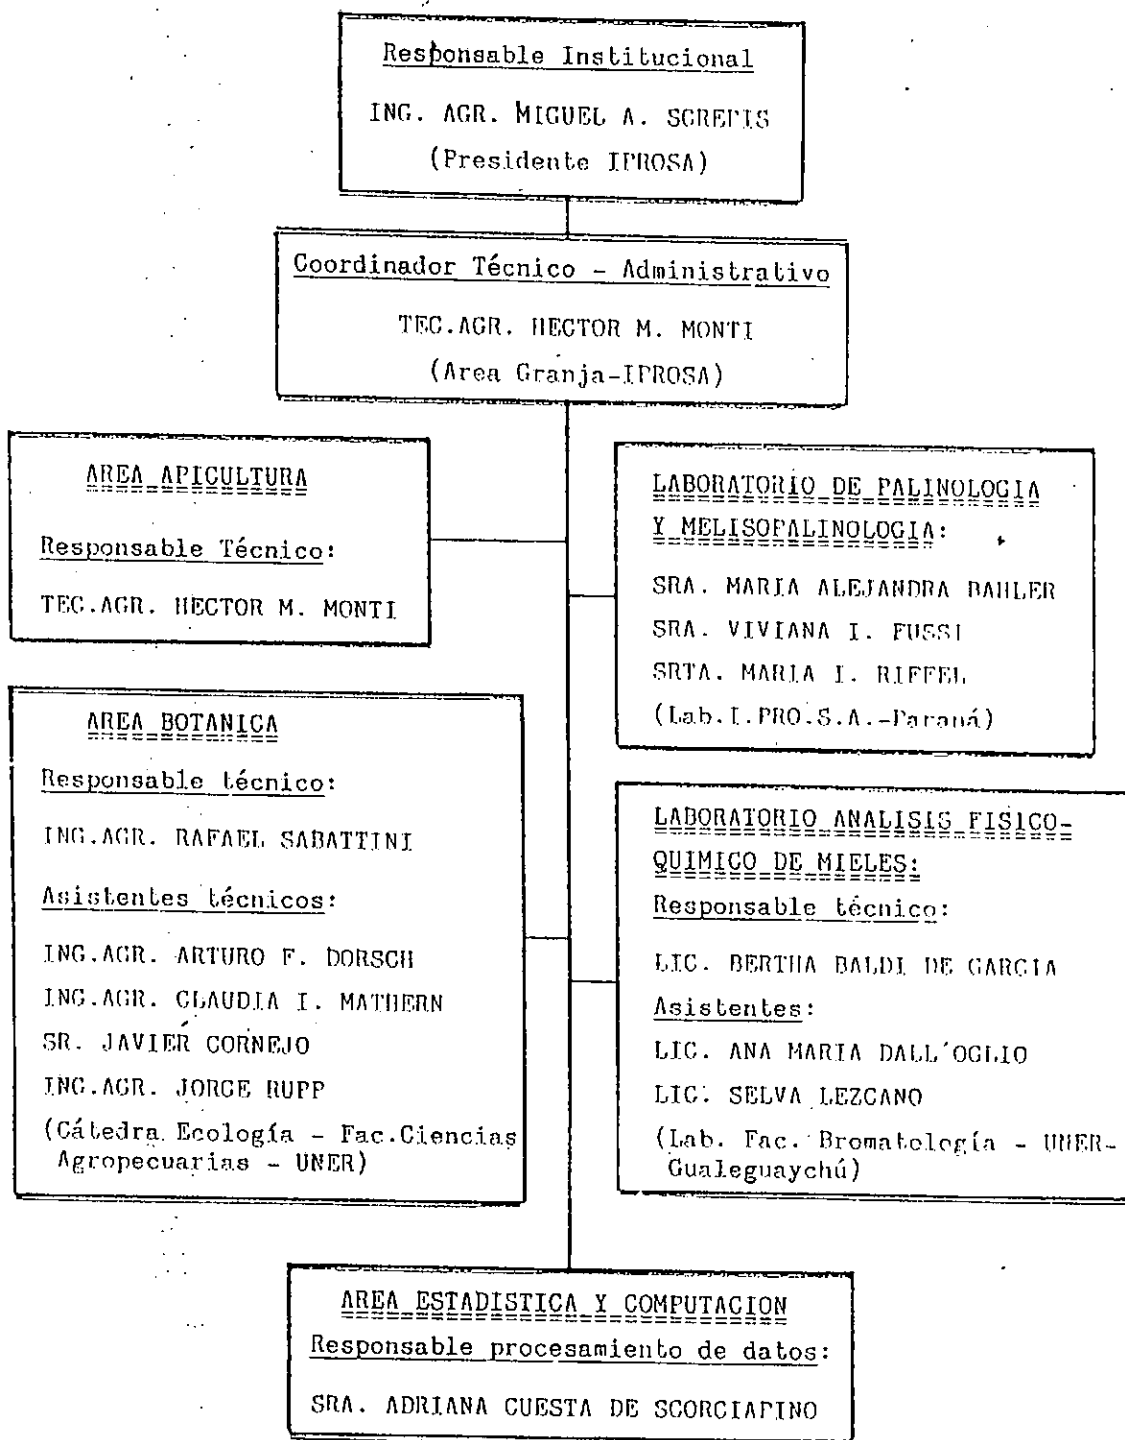 Responsable Institucional
ING. AGR. MIGUEL A. SCREPIS
(Presidente IPROSA)
Coordinador Técnico - Administrativo
TEC.AGR. HECTOR M. MONTI
(Area Granja-IPROSA)
AREA APICULTURA
Responsable Técnico:
TEC.AGR. HECTOR M. MONTI
LABORATORIO DE PALINOLOGIA
Y MELISOPALINOLOGIA:
SRA. MARIA ALEJANDRA BAHLER
SRA. VIVIANA I. FUSSI
SRTA. MARIA I. RIFFEL
(Lab.I.PRO.S.A.-Paraná)
AREA BOTANICA
Responsable técnico:
ING.AGR. RAFAEL SABATTINI
Asistentes técnicos:
ING.AGR. ARTURO F. DORSCH
ING.AGR. CLAUDIA I. MATHERN
SR. JAVIER CORNEJO
ING.AGR. JORGE RUPP
(Cátedra Ecología - Fac.Ciencias
Agropecuarias - UNER)
LABORATORIO ANALISIS FISICO-
QUIMICO DE MIELES:
Responsable técnico:
LIC. BERTHA BALDI DE GARCIA
Asistentes:
LIC. ANA MARIA DALL'OGLIO
LIC. SELVA LEZCANO
(Lab. Fac. Bromatología - UNER-
Gualeguaychú)
AREA ESTADISTICA Y COMPUTACION
Responsable procesamiento de datos:
SRA. ADRIANA CUESTA DE SCORCIAPINO